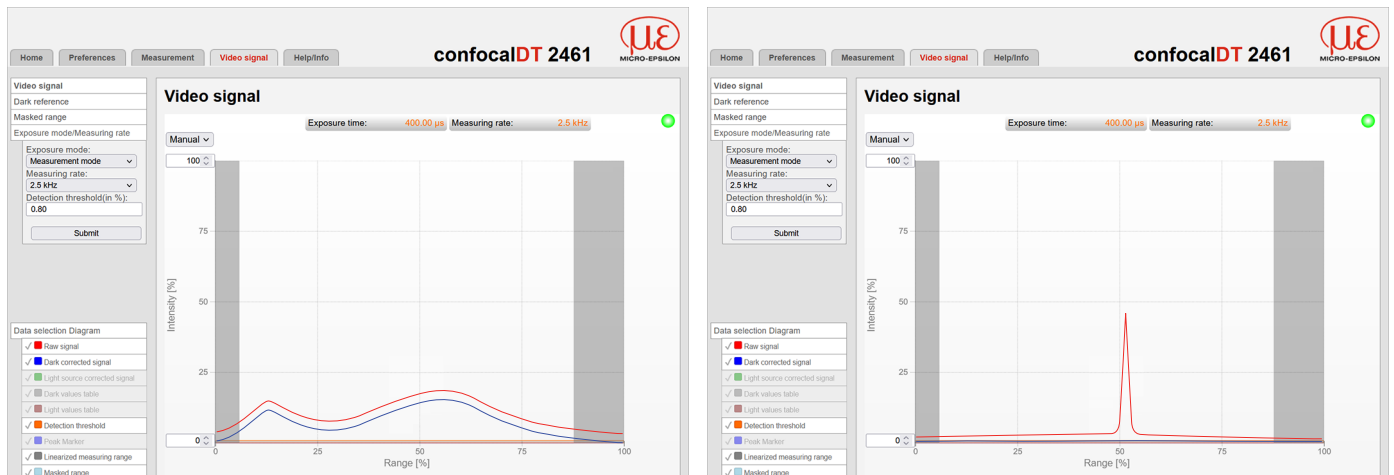 με
MICRO-EPSILON
confocalDT 2461
Home
Preferences
Measurement
Video signal
Help/Info
Video signal
Dark reference
Masked range
Exposure mode/Measuring rate
Exposure mode:
Measurement mode
Measuring rate:
2.5 kHz
Detection threshold(in %):
0.80
Submit
Data selection Diagram
Raw signal
Dark corrected signal
Light source corrected signal
Dark values table
Light values table
Detection threshold
Peak Marker
Linearized measuring range
Masked range
Video signal
Exposure time: 400.00 µs
Measuring rate: 2.5 kHz
Manual
100
75
50
25
0
Intensity [%]
0 25 50 75 100
Range [%]
με
MICRO-EPSILON
confocalDT 2461
Home
Preferences
Measurement
Video signal
Help/Info
Video signal
Dark reference
Masked range
Exposure mode/Measuring rate
Exposure mode:
Measurement mode
Measuring rate:
2.5 kHz
Detection threshold(in %):
0.80
Submit
Data selection Diagram
Raw signal
Dark corrected signal
Light source corrected signal
Dark values table
Light values table
Detection threshold
Peak Marker
Linearized measuring range
Masked range
Video signal
Exposure time: 400.00 µs
Measuring rate: 2.5 kHz
Manual
100
75
50
25
0
Intensity [%]
0 25 50 75 100
Range [%]